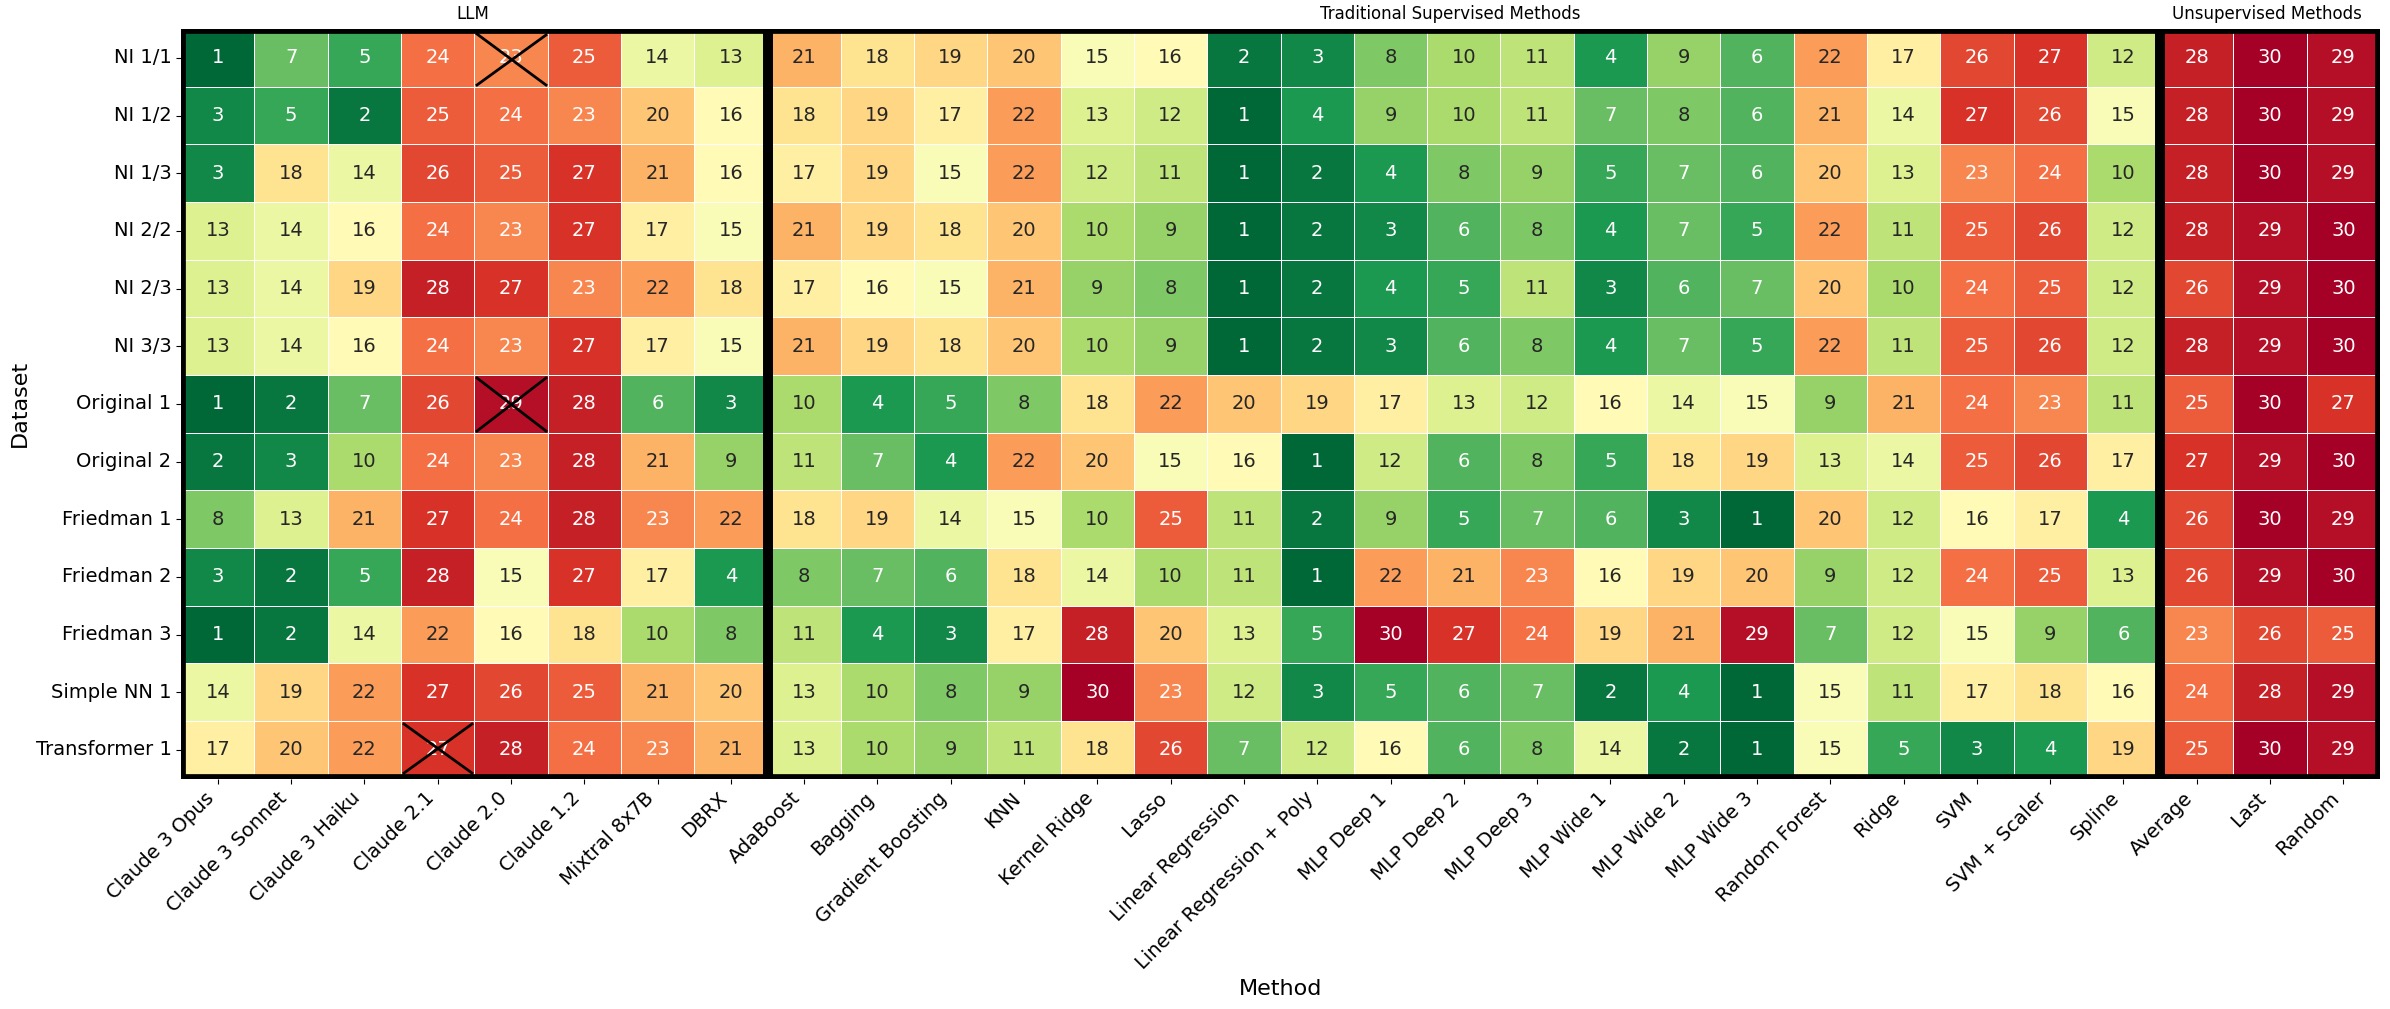 LLM Traditional Supervised Methods Unsupervised Methods
NI 1/1 1 7 5 24 23 25 14 13 21 18 19 20 15 16 2 3 8 10 11 4 9 6 22 17 26 27 12 28 30 29
NI 1/2 3 5 2 25 24 23 20 16 18 19 17 22 13 12 1 4 9 10 11 7 8 6 21 14 27 26 15 28 30 29
NI 1/3 3 18 14 26 25 27 21 16 17 19 15 22 12 11 1 2 4 8 9 5 7 6 20 13 23 24 10 28 30 29
NI 2/2 13 14 16 24 23 27 17 15 21 19 18 20 10 9 1 2 3 6 8 4 7 5 22 11 25 26 12 28 29 30
NI 2/3 13 14 19 28 27 23 22 18 17 16 15 21 9 8 1 2 4 5 11 3 6 7 20 10 24 25 12 26 29 30
NI 3/3 13 14 16 24 23 27 17 15 21 19 18 20 10 9 1 2 3 6 8 4 7 5 22 11 25 26 12 28 29 30
Original 1 1 2 7 26 29 28 6 3 10 4 5 8 18 22 20 19 17 13 12 16 14 15 9 21 24 23 11 25 30 27
Original 2 2 3 10 24 23 28 21 9 11 7 4 22 20 15 16 1 12 6 8 5 18 19 13 14 25 26 17 27 29 30
Friedman 1 8 13 21 27 24 28 23 22 18 19 14 15 10 25 11 2 9 5 7 6 3 1 20 12 16 17 4 26 30 29
Friedman 2 3 2 5 28 15 27 17 4 8 7 6 18 14 10 11 1 22 21 23 16 19 20 9 12 24 25 13 26 29 30
Friedman 3 1 2 14 22 16 18 10 8 11 4 3 17 28 20 13 5 30 27 24 19 21 29 7 12 15 9 6 23 26 25
Simple NN 1 14 19 22 27 26 25 21 20 13 10 8 9 30 23 12 3 5 6 7 2 4 1 15 11 17 18 16 24 28 29
Transformer 1 17 20 22 27 28 24 23 21 13 10 9 11 18 26 7 12 16 6 8 14 2 1 15 5 3 4 19 25 30 29
Dataset
Claude 3 Opus
Claude 3 Sonnet
Claude 3 Haiku
Claude 2.1
Claude 2.0
Claude 1.2
Mixtral 8x7B
DBRX
AdaBoost
Bagging
Gradient Boosting
KNN
Kernel Ridge
Lasso
Linear Regression
Linear Regression + Poly
MLP Deep 1
MLP Deep 2
MLP Deep 3
MLP Wide 1
MLP Wide 2
MLP Wide 3
Random Forest
Ridge
SVM
SVM + Scaler
Spline
Average
Last
Random
Method